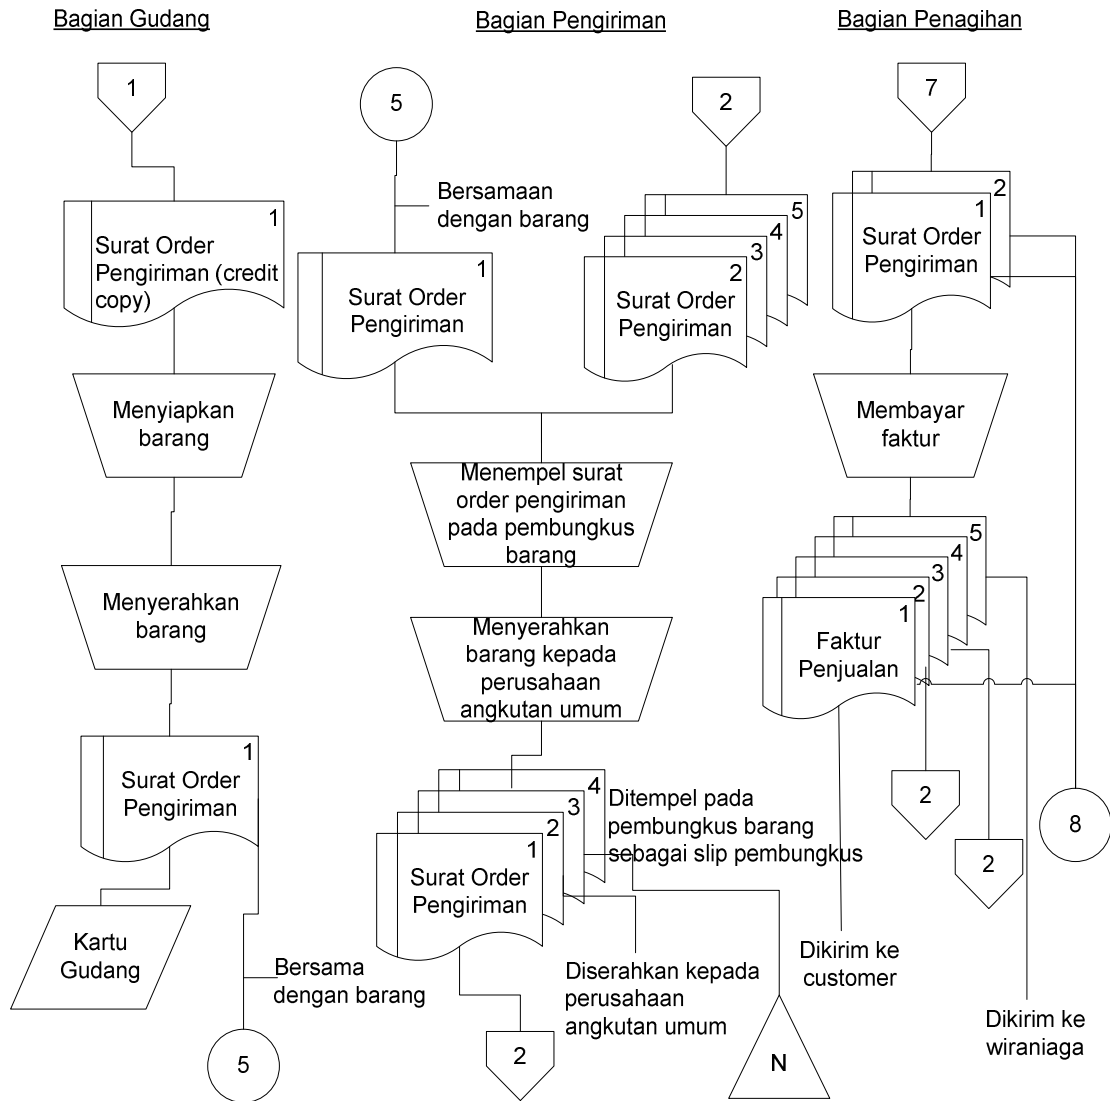 Bagian Gudang
1
1
Surat Order
Pengiriman (credit
copy)
Menyiapkan
barang
Menyerahkan
barang
1
Surat Order
Pengiriman
Kartu
Gudang
Bersama
dengan barang
5
Bagian Pengiriman
5
Bersamaan
dengan barang
1
Surat Order
Pengiriman
2
5
4
3
2
Surat Order
Pengiriman
Menempel surat
order pengiriman
pada pembungkus
barang
Menyerahkan
barang kepada
perusahaan
angkutan umum
4
3
2
1
Surat Order
Pengiriman
Ditempel pada
pembungkus barang
sebagai slip pembungkus
Diserahkan kepada
perusahaan
angkutan umum
2
N
Bagian Penagihan
7
2
1
Surat Order
Pengiriman
Membayar
faktur
5
4
3
2
1
Faktur
Penjualan
2
2
8
Dikirim ke
customer
Dikirim ke
wiraniaga